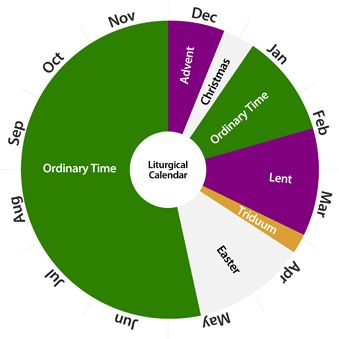 Nov
Dec
Oct
Jan
Advent
Christmas
Sep
Ordinary Time
Feb
Ordinary Time
Liturgical
Calendar
Lent
Mar
Aug
Triduum
Easter
Apr
Jul
Jun
May